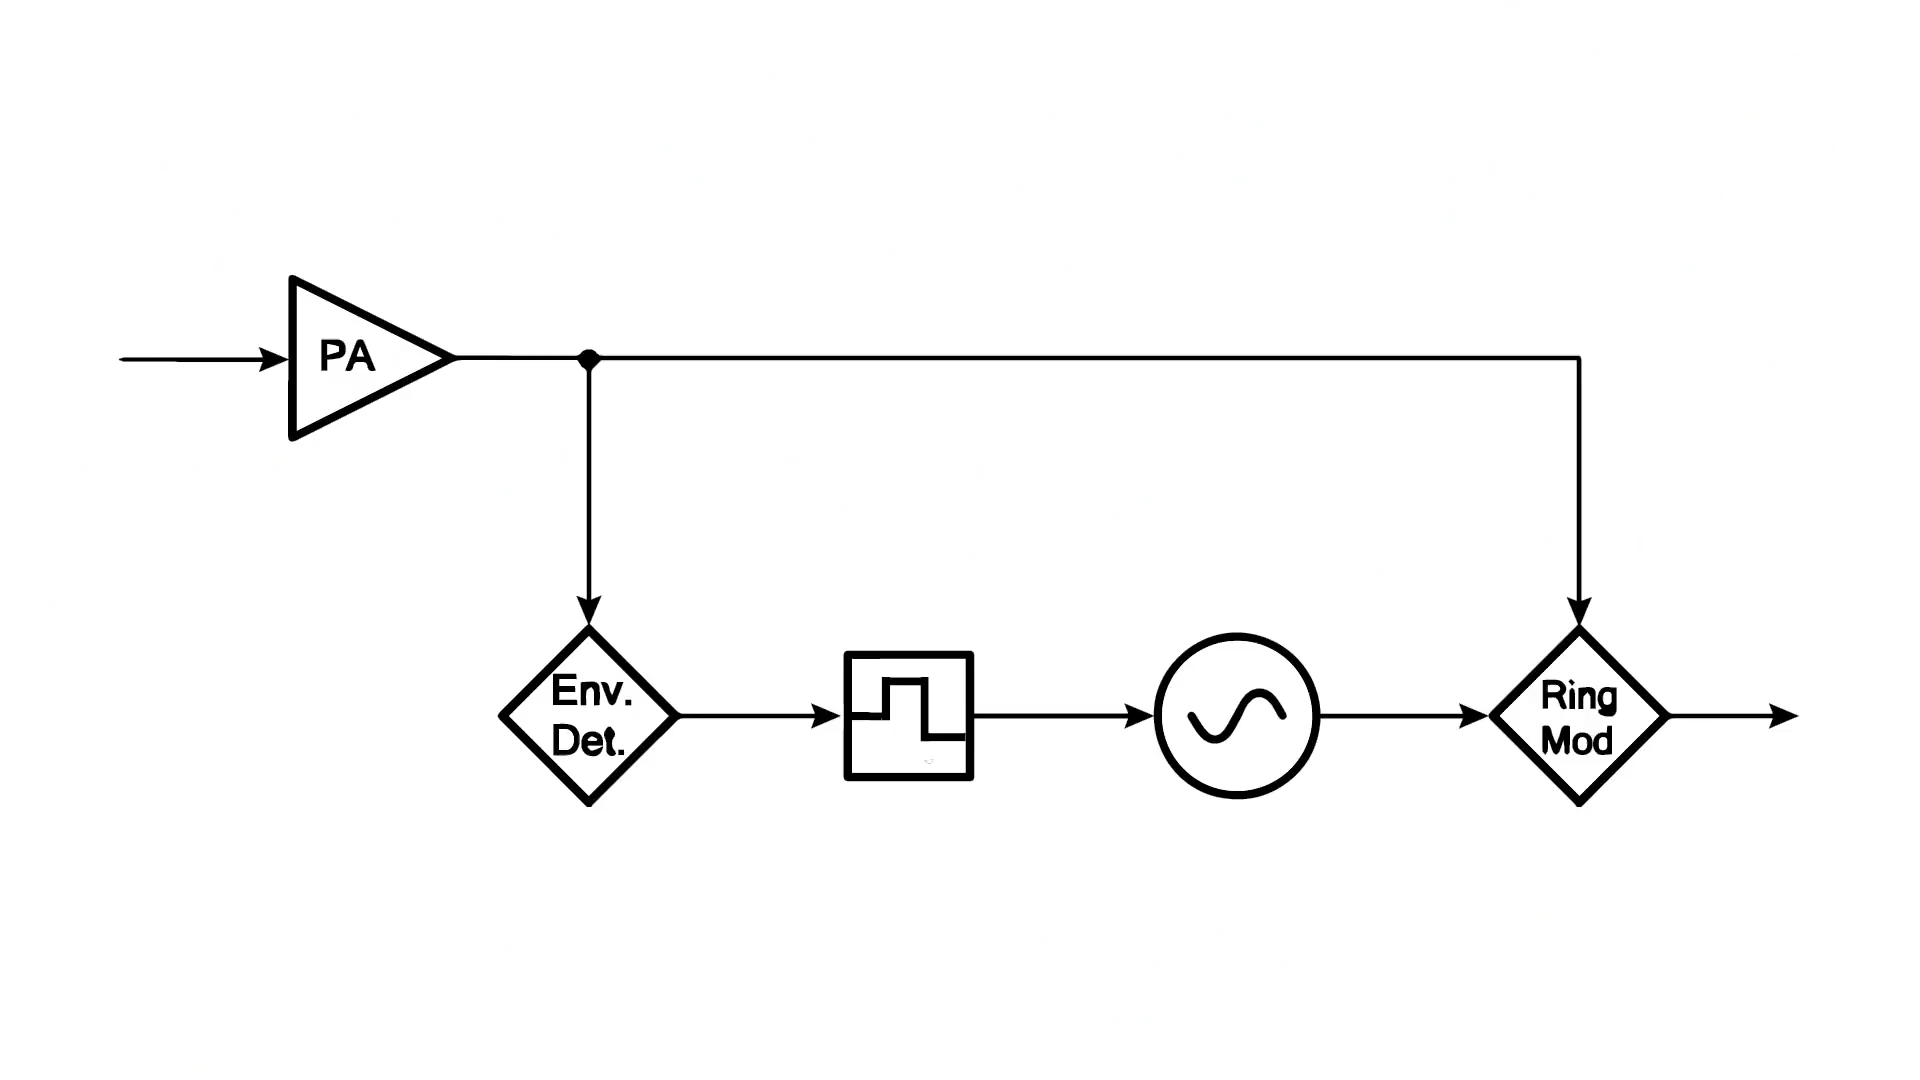 PA
Env.
Det.
Ring
Mod